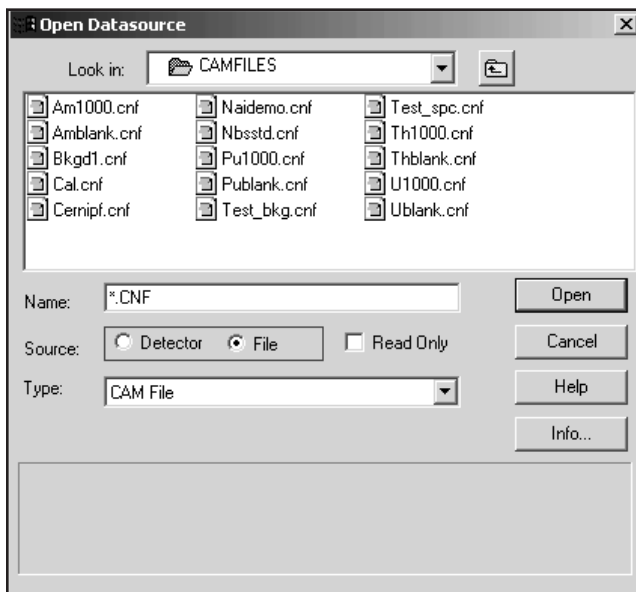 Open Datasource
Look in: CAMFILES
Am1000.cnf Naidemo.cnf Test_spc.cnf
Amblank.cnf Nbsstd.cnf Th1000.cnf
Bkgd1.cnf Pu1000.cnf Thblank.cnf
Cal.cnf Publank.cnf U1000.cnf
Cernipf.cnf Test_bkg.cnf Ublank.cnf
Name: *.CNF Open
Source: Detector File Read Only Cancel
Type: CAM File Help
Info...